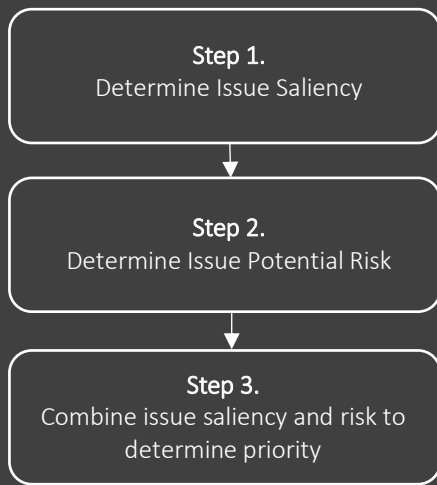 Step 1.
Determine Issue Saliency
Step 2.
Determine Issue Potential Risk
Step 3.
Combine issue saliency and risk to
determine priority